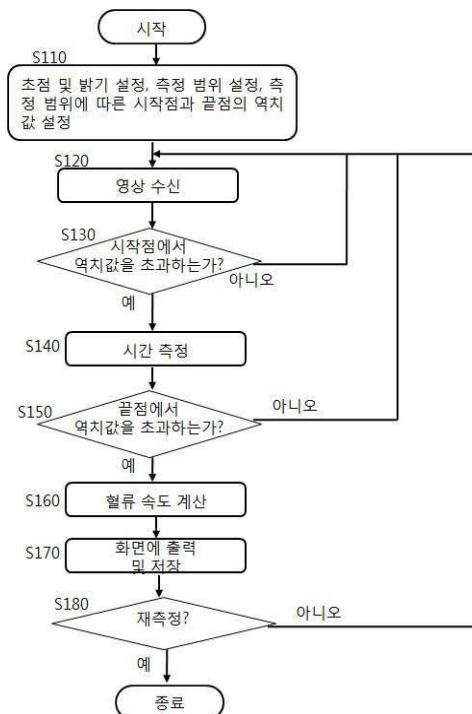 시작
S110
초점 및 밝기 설정, 측정 범위 설정, 측
정 범위에 따른 시작점과 끝점의 역치
값 설정
S120
영상 수신
S130
시작점에서
역치값을 초과하는가?
아니오
예
S140
시간 측정
S150
끝점에서
역치값을 초과하는가?
아니오
예
S160
혈류 속도 계산
S170
화면에 출력
및 저장
S180
재측정?
아니오
예
종료